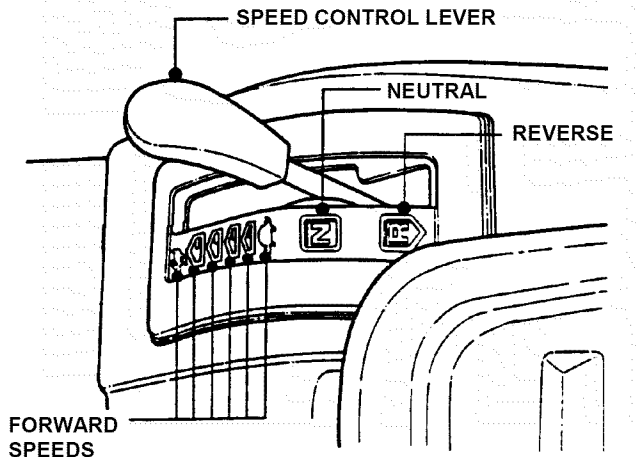 SPEED CONTROL LEVER
NEUTRAL
REVERSE
N
R
FORWARD
SPEEDS